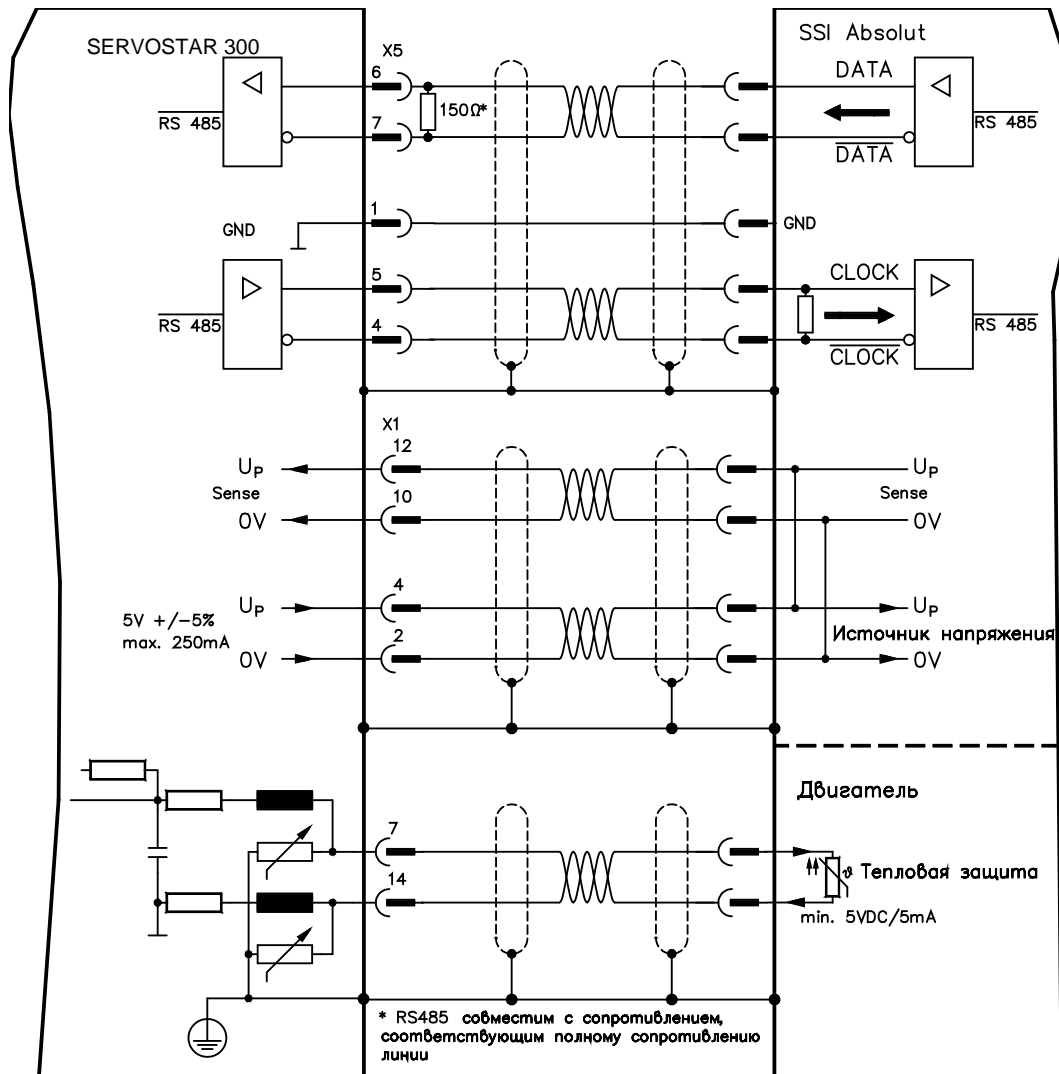 SERVOSTAR 300
X5
SSI Absolut
6
DATA
150Ω*
RS 485
RS 485
7
DATA
1
GND
GND
5
CLOCK
RS 485
RS 485
4
CLOCK
X1
12
UP
UP
Sense
Sense
10
0V
0V
4
UP
UP
5V +/-5%
max. 250mA
Источник напряжения
2
0V
0V
Двигатель
7
ϑ Тепловая защита
14
min. 5VDC/5mA
* RS485 совместим с сопротивлением,
соответствующим полному сопротивлению
линии